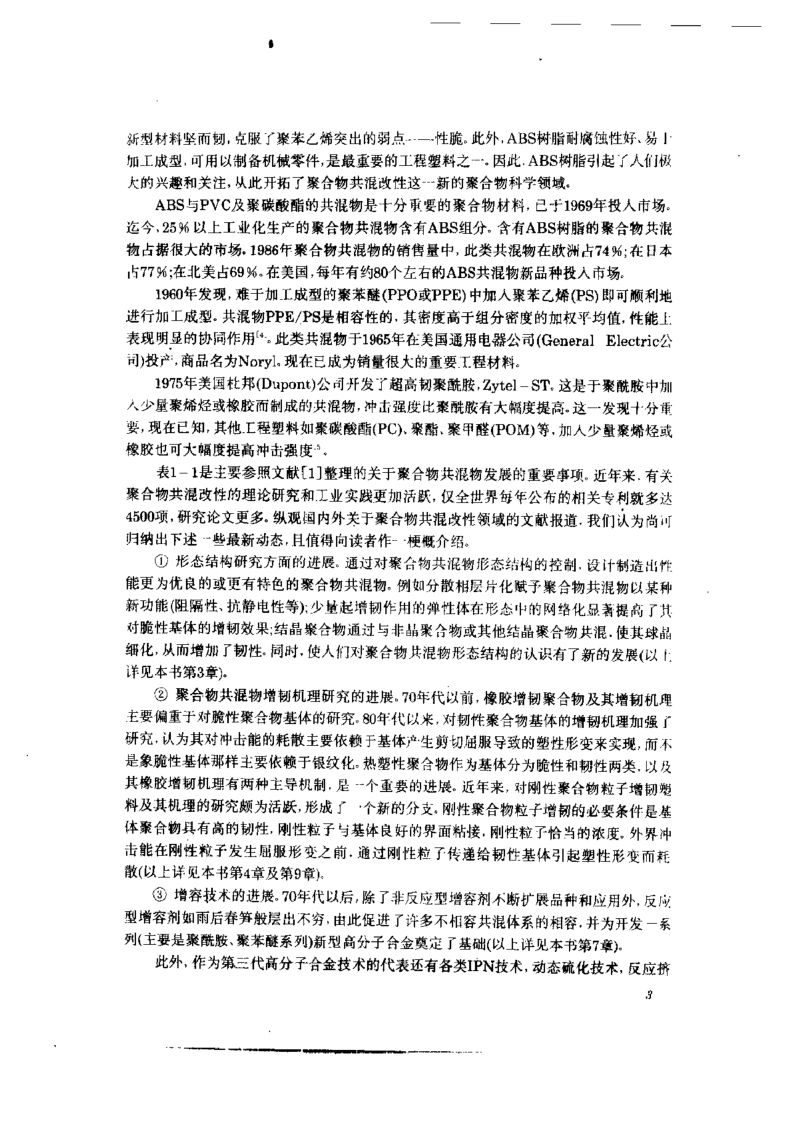 新型材料坚而韧,克服了聚苯乙烯突出的弱点——性脆。此外,ABS树脂耐腐蚀性好、易于
加工成型,可用以制备机械零件,是最重要的工程塑料之一。因此,ABS树脂引起了人们极
大的兴趣和关注,从此开拓了聚合物共混改性这一新的聚合物科学领域。
ABS与PVC及聚碳酸酯的共混物是十分重要的聚合物材料,已于1969年投入市场。
迄今,25%以上工业化生产的聚合物共混物含有ABS组分。含有ABS树脂的聚合物共混
物占据很大的市场。1986年聚合物共混物的销售量中,此类共混物在欧洲占74%;在日本
占77%;在北美占69%。在美国,每年有约80个左右的ABS共混物新品种投入市场。
1960年发现,难于加工成型的聚苯醚(PPO或PPE)中加入聚苯乙烯(PS)即可顺利地
进行加工成型。共混物PPE/PS是相容性的,其密度高于组分密度的加权平均值,性能上
表现明显的协同作用[4]。此类共混物于1965年在美国通用电器公司(General Electric公
司)投产,商品名为Noryl。现在已成为销量很大的重要工程材料。
1975年美国杜邦(Dupont)公司开发了超高韧聚酰胺,Zytel-ST。这是于聚酰胺中加
入少量聚烯烃或橡胶而制成的共混物,冲击强度比聚酰胺有大幅度提高。这一发现十分重
要,现在已知,其他工程塑料如聚碳酸酯(PC)、聚酯、聚甲醛(POM)等,加入少量聚烯烃或
橡胶也可大幅度提高冲击强度[5]。
表1-1是主要参照文献[1]整理的关于聚合物共混物发展的重要事项。近年来,有关
聚合物共混改性的理论研究和工业实践更加活跃,仅全世界每年公布的相关专利就多达
4500项,研究论文更多。纵观国内外关于聚合物共混改性领域的文献报道,我们认为尚可
归纳出下述一些最新动态,且值得向读者作一梗概介绍。
① 形态结构研究方面的进展。通过对聚合物共混物形态结构的控制,设计制造出性
能更为优良的或更有特色的聚合物共混物。例如分散相层片化赋予聚合物共混物以某种
新功能(阻隔性、抗静电性等);少量起增韧作用的弹性体在形态中的网络化显著提高了其
对脆性基体的增韧效果;结晶聚合物通过与非晶聚合物或其他结晶聚合物共混,使其球晶
细化,从而增加了韧性。同时,使人们对聚合物共混物形态结构的认识有了新的发展(以上
详见本书第3章)。
② 聚合物共混物增韧机理研究的进展。70年代以前,橡胶增韧聚合物及其增韧机理
主要偏重于对脆性聚合物基体的研究。80年代以来,对韧性聚合物基体的增韧机理加强了
研究,认为其对冲击能的耗散主要依赖于基体产生剪切屈服导致的塑性形变来实现,而不
是象脆性基体那样主要依赖于银纹化。热塑性聚合物作为基体分为脆性和韧性两类,以及
其橡胶增韧机理有两种主导机制,是一个重要的进展。近年来,对刚性聚合物粒子增韧塑
料及其机理的研究颇为活跃,形成了一个新的分支。刚性聚合物粒子增韧的必要条件是基
体聚合物具有高的韧性,刚性粒子与基体良好的界面粘接,刚性粒子恰当的浓度。外界冲
击能在刚性粒子发生屈服形变之前,通过刚性粒子传递给韧性基体引起塑性形变而耗
散(以上详见本书第4章及第9章)。
③ 增容技术的进展。70年代以后,除了非反应型增容剂不断扩展品种和应用外,反应
型增容剂如雨后春笋般层出不穷,由此促进了许多不相容共混体系的相容,并为开发一系
列(主要是聚酰胺、聚苯醚系列)新型高分子合金奠定了基础(以上详见本书第7章)。
此外,作为第三代高分子合金技术的代表还有各类IPN技术,动态硫化技术,反应挤
3